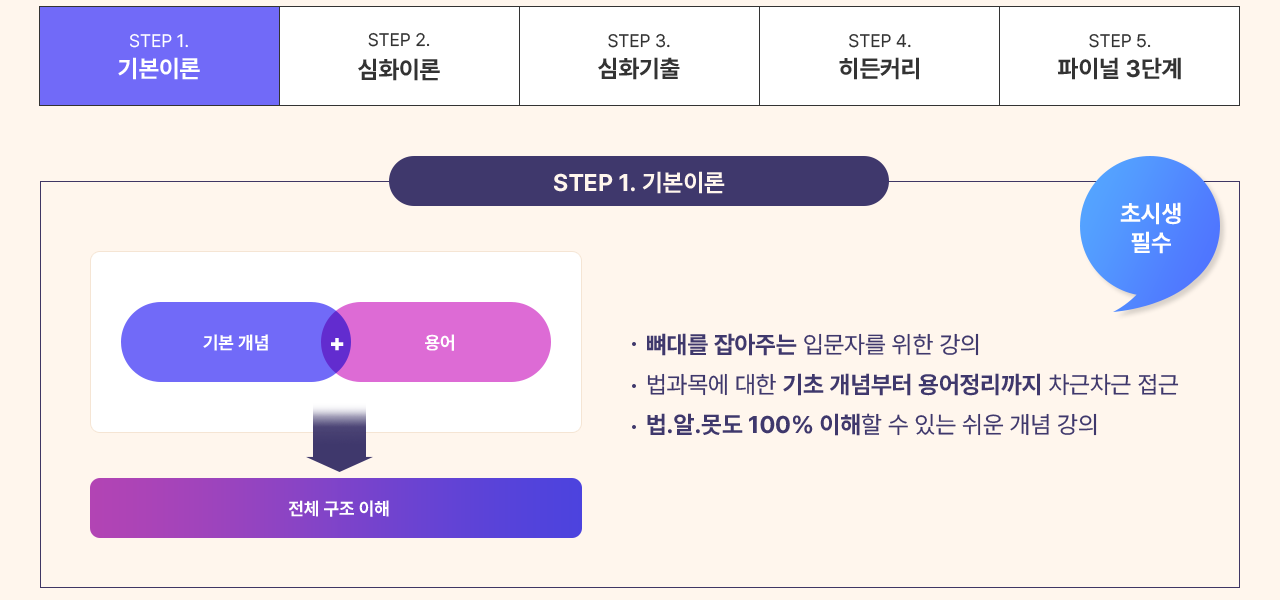 STEP 1.
기본이론
STEP 2.
심화이론
STEP 3.
심화기출
STEP 4.
히든커리
STEP 5.
파이널 3단계
STEP 1. 기본이론
초시생
필수
기본 개념
+
용어
전체 구조 이해
· 뼈대를 잡아주는 입문자를 위한 강의
· 법과목에 대한 기초 개념부터 용어정리까지 차근차근 접근
· 법.알.못도 100% 이해할 수 있는 쉬운 개념 강의